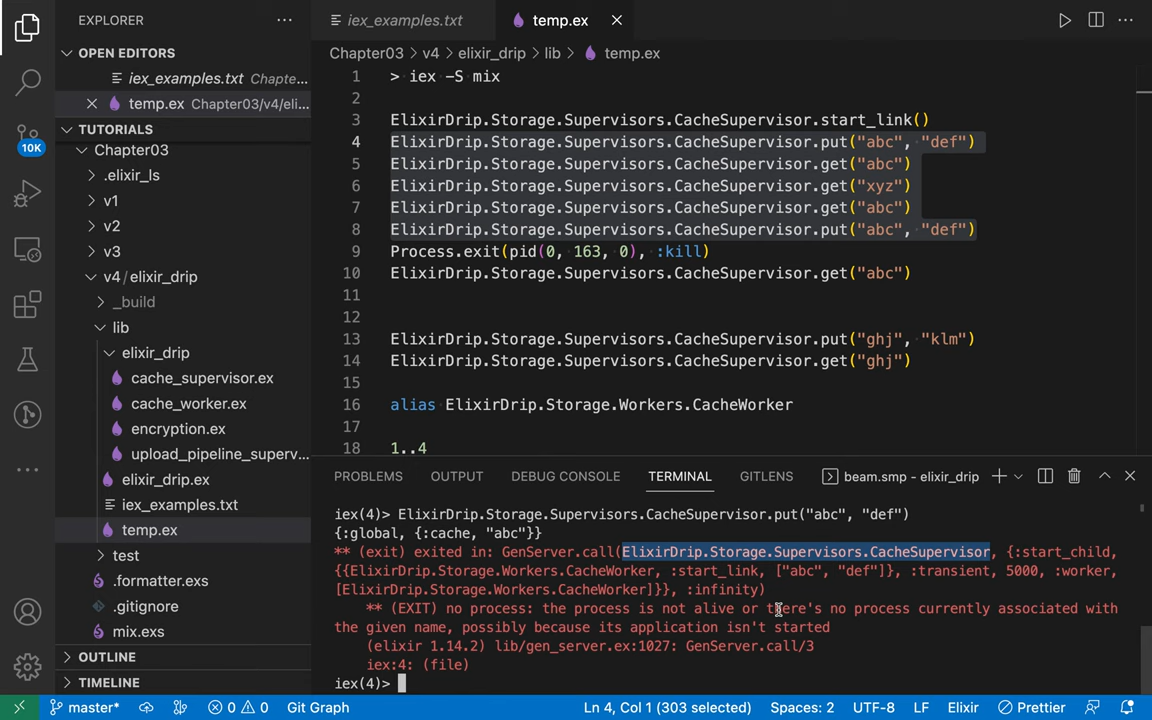 EXPLORER
iex_examples.txt
temp.ex
OPEN EDITORS
iex_examples.txt Chapte...
temp.ex Chapter03/v4/eli...
TUTORIALS
Chapter03
.elixir_ls
v1
v2
v3
v4/elixir_drip
_build
lib
elixir_drip
cache_supervisor.ex
cache_worker.ex
encryption.ex
upload_pipeline_superv...
elixir_drip.ex
iex_examples.txt
temp.ex
test
.formatter.exs
.gitignore
mix.exs
OUTLINE
TIMELINE
10K
Chapter03 > v4 > elixir_drip > lib > temp.ex
1 > iex -S mix
2
3 ElixirDrip.Storage.Supervisors.CacheSupervisor.start_link()
4 ElixirDrip.Storage.Supervisors.CacheSupervisor.put("abc", "def")
5 ElixirDrip.Storage.Supervisors.CacheSupervisor.get("abc")
6 ElixirDrip.Storage.Supervisors.CacheSupervisor.get("xyz")
7 ElixirDrip.Storage.Supervisors.CacheSupervisor.get("abc")
8 ElixirDrip.Storage.Supervisors.CacheSupervisor.put("abc", "def")
9 Process.exit(pid(0, 163, 0), :kill)
10 ElixirDrip.Storage.Supervisors.CacheSupervisor.get("abc")
11
12
13 ElixirDrip.Storage.Supervisors.CacheSupervisor.put("ghj", "klm")
14 ElixirDrip.Storage.Supervisors.CacheSupervisor.get("ghj")
15
16 alias ElixirDrip.Storage.Workers.CacheWorker
17
18 1..4
PROBLEMS OUTPUT DEBUG CONSOLE TERMINAL GITLENS beam.smp - elixir_drip
iex(4)> ElixirDrip.Storage.Supervisors.CacheSupervisor.put("abc", "def")
{:global, {:cache, "abc"}}
** (exit) exited in: GenServer.call(ElixirDrip.Storage.Supervisors.CacheSupervisor, {:start_child,
{{ElixirDrip.Storage.Workers.CacheWorker, :start_link, ["abc", "def"]}, :transient, 5000, :worker,
[ElixirDrip.Storage.Workers.CacheWorker]}}, :infinity)
** (EXIT) no process: the process is not alive or there's no process currently associated with
the given name, possibly because its application isn't started
(elixir 1.14.2) lib/gen_server.ex:1027: GenServer.call/3
iex:4: (file)
iex(4)>
master* 0 0 Git Graph Ln 4, Col 1 (303 selected) Spaces: 2 UTF-8 LF Elixir Prettier